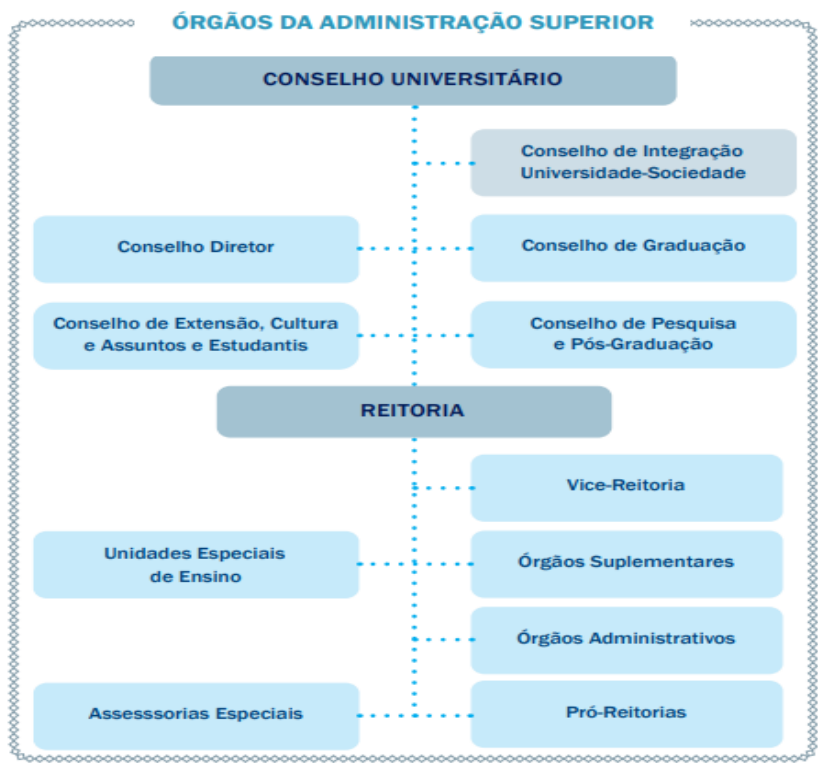 ÓRGÃOS DA ADMINISTRAÇÃO SUPERIOR
CONSELHO UNIVERSITÁRIO
Conselho de Integração
Universidade-Sociedade
Conselho Diretor
Conselho de Graduação
Conselho de Extensão, Cultura
e Assuntos e Estudantis
Conselho de Pesquisa
e Pós-Graduação
REITORIA
Vice-Reitoria
Unidades Especiais
de Ensino
Órgãos Suplementares
Órgãos Administrativos
Assesssorias Especiais
Pró-Reitorias